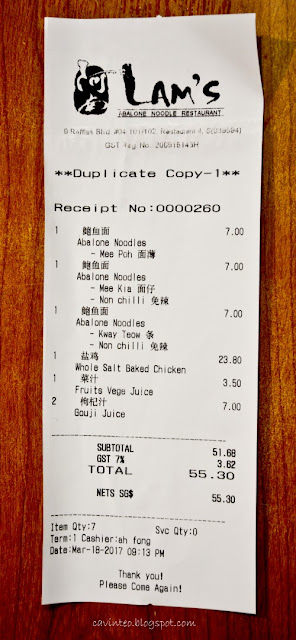 LAM'S
ABALONE NOODLE RESTAURANT
**Duplicate Copy-1**
Receipt No:0000260
1 鲍鱼面 7.00
Abalone Noodles
- Mee Poh 面薄
1 鲍鱼面 7.00
Abalone Noodles
- Mee Kia 面仔
- Non chilli 免辣
1 鲍鱼面 7.00
Abalone Noodles
- Kway Teow 条
- Non chilli 免辣
1 盐鸡 23.80
Whole Salt Baked Chicken
1 菜汁 3.50
Fruits Vege Juice
2 枸杞汁 7.00
Gouji Juice
SUBTOTAL 51.68
GST 7% 3.62
TOTAL 55.30
NETS SG$ 55.30
Item Qty:7 Svc Qty:0
Term:1 Cashier:ah fong
Date:Mar-18-2017 09:13 PM
Thank you!
Please Come Again!
cavinteo.blogspot.com